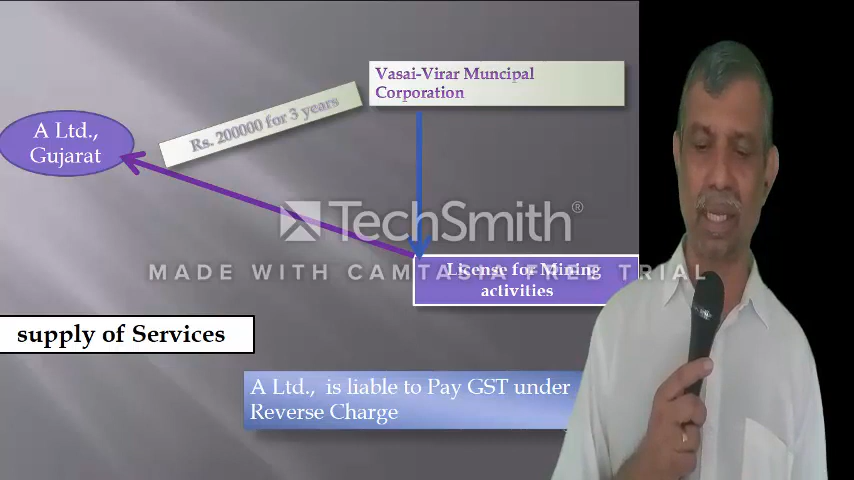 Vasai-Virar Muncipal
Corporation
Rs. 200000 for 3 years
A Ltd.,
Gujarat
TechSmith®
MADE WITH CAMTASIA FREE TRIAL
License for Mining
activities
supply of Services
A Ltd., is liable to Pay GST under
Reverse Charge